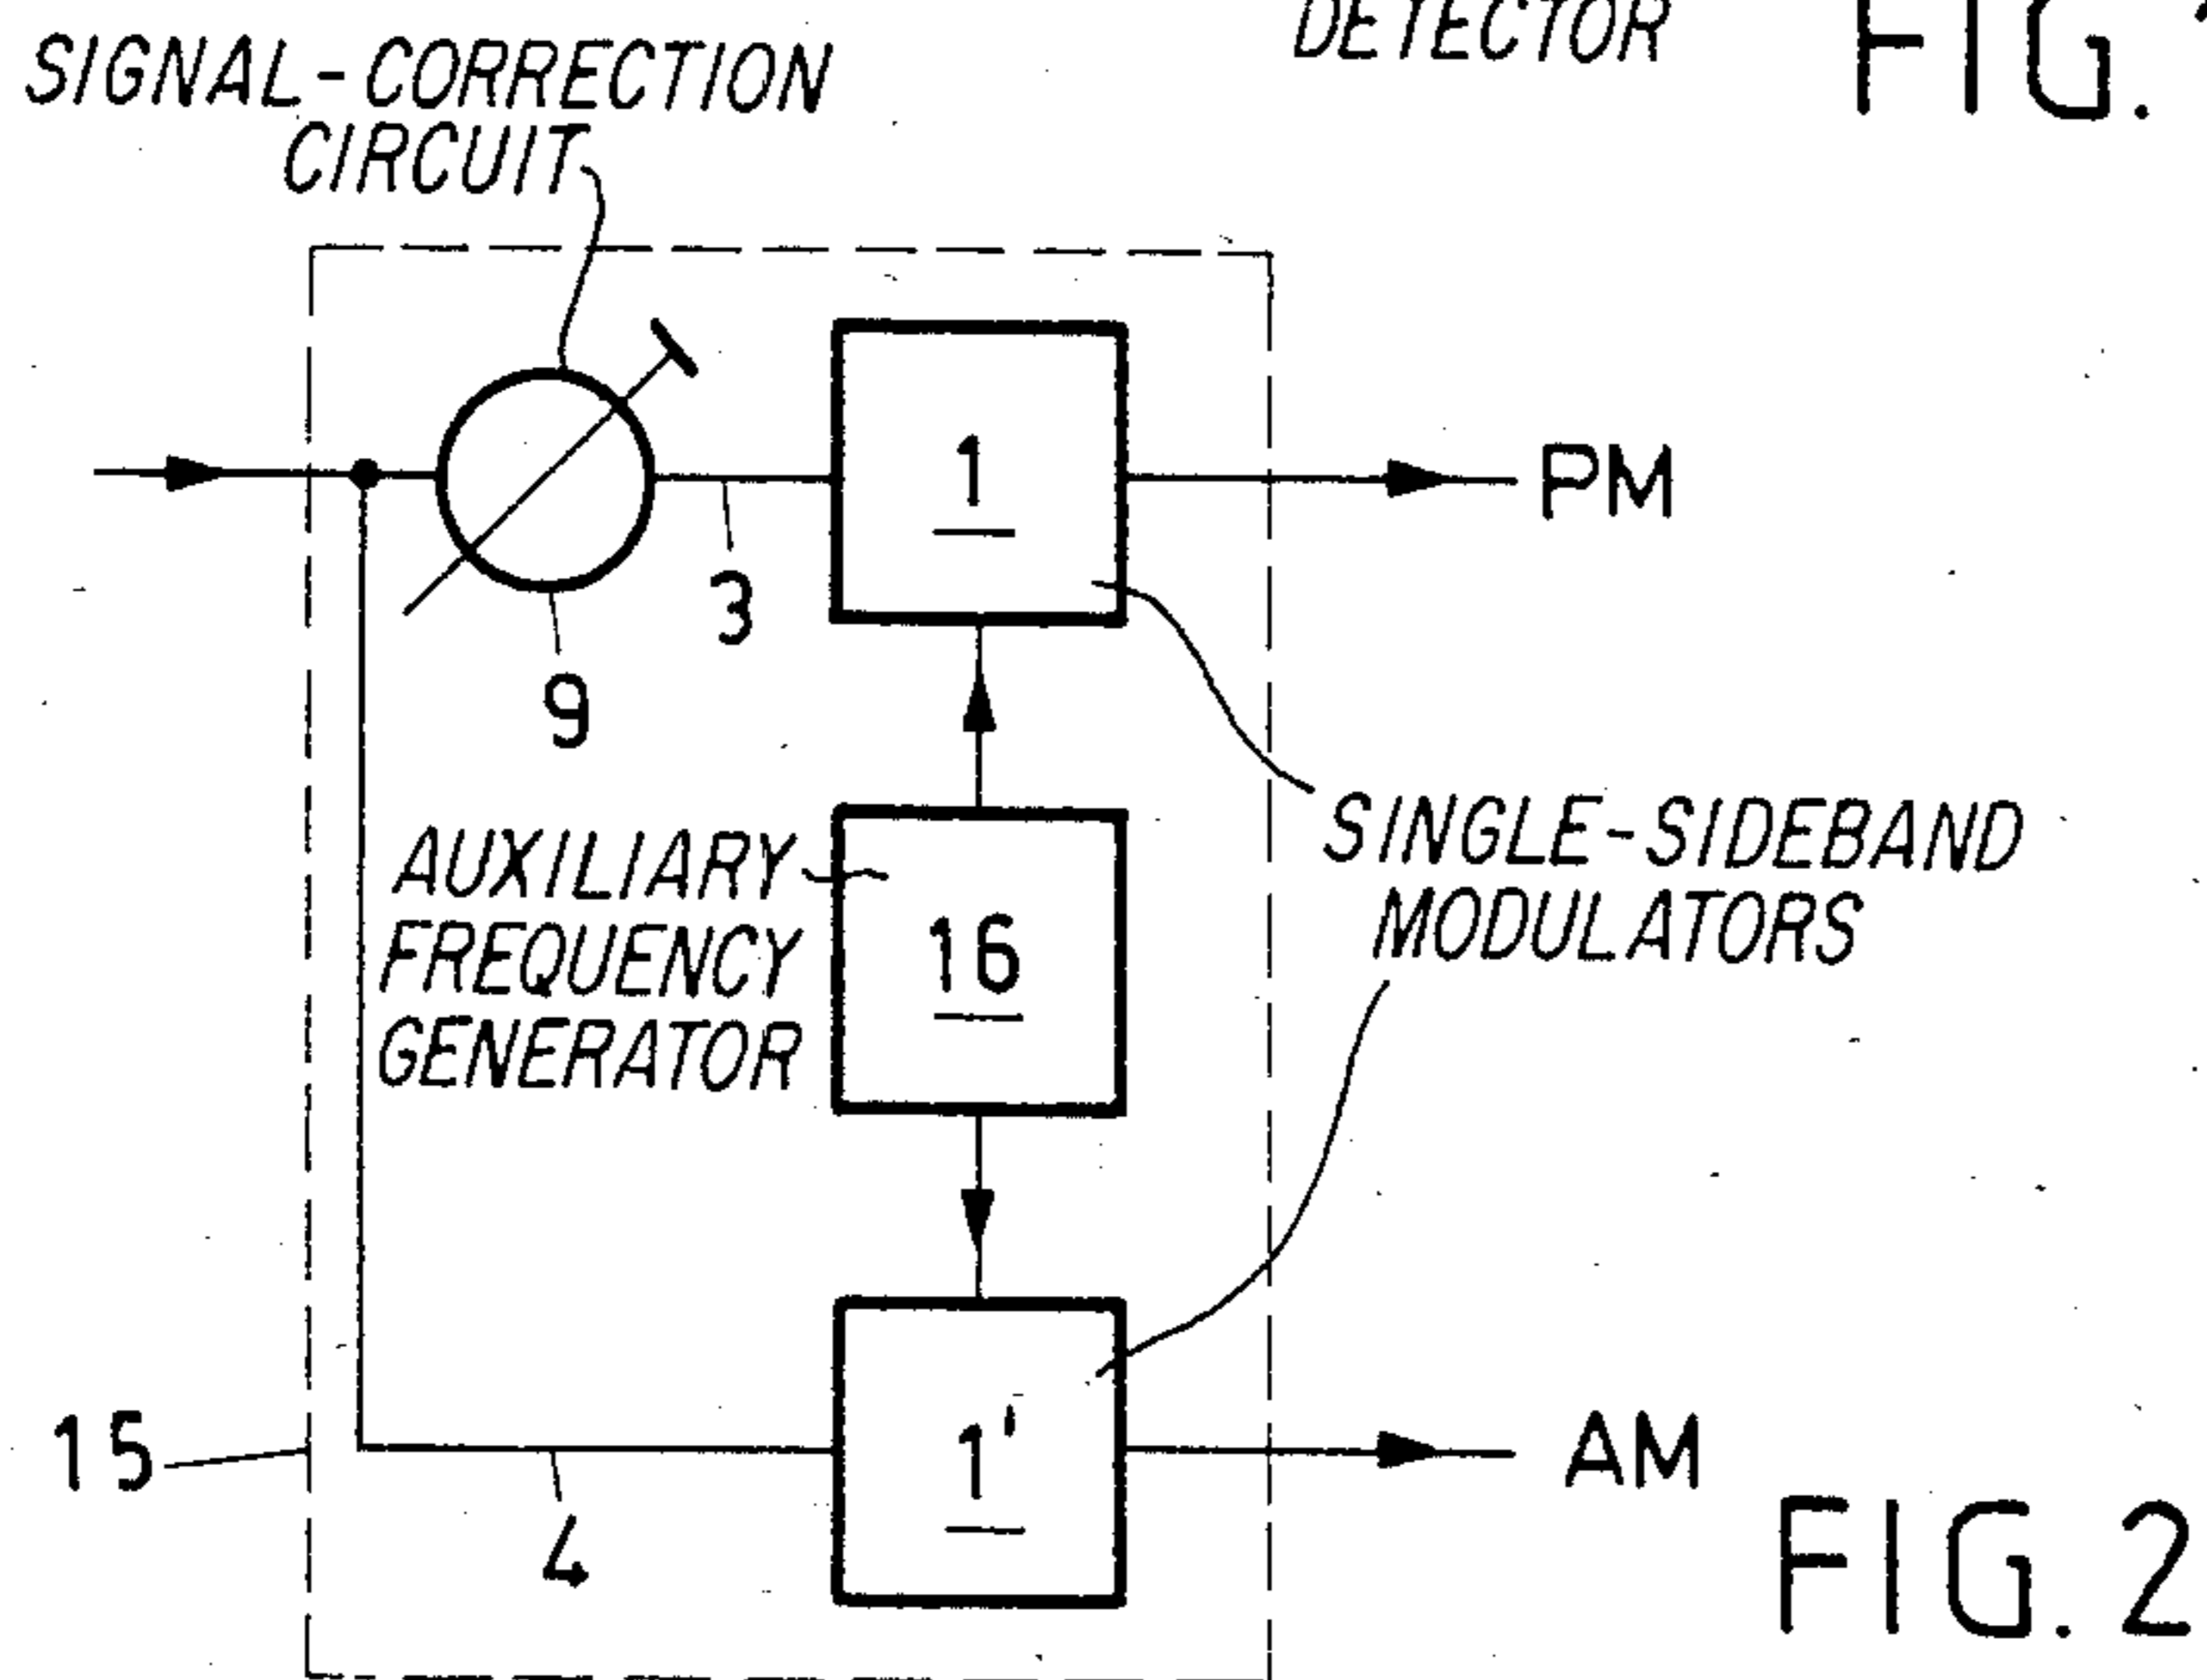 DETECTOR
FIG.
SIGNAL-CORRECTION
CIRCUIT
1
PM
3
9
SINGLE-SIDEBAND
MODULATORS
AUXILIARY
FREQUENCY
GENERATOR
16
15
1'
AM
4
FIG. 2